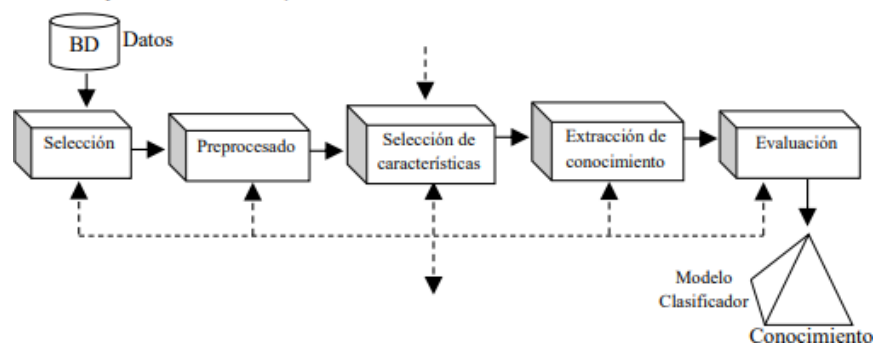 BD
Datos
Selección
Preprocesado
Selección de
características
Extracción de
conocimiento
Evaluación
Modelo
Clasificador
Conocimiento